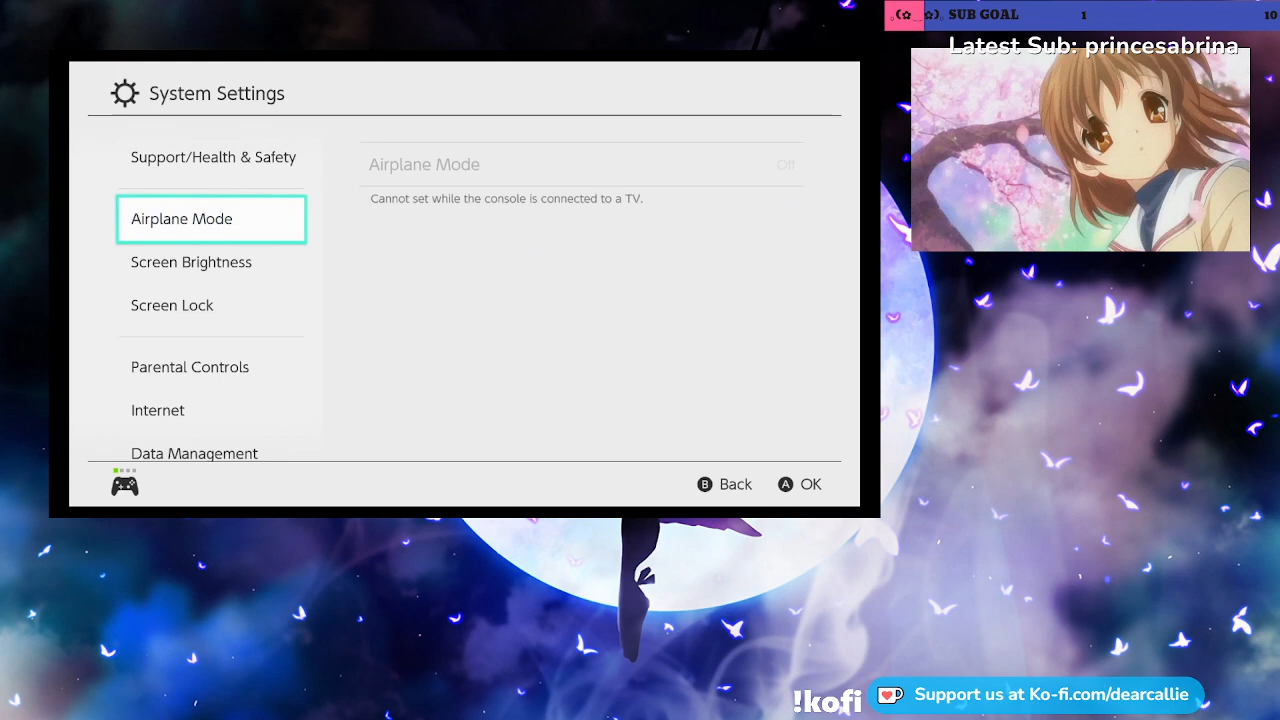 SUB GOAL 1 10
Latest Sub: princesabrina
System Settings
Support/Health & Safety
Airplane Mode
Screen Brightness
Screen Lock
Parental Controls
Internet
Data Management
Airplane Mode Off
Cannot set while the console is connected to a TV.
B Back A OK
!kofi
Support us at Ko-fi.com/dearcallie